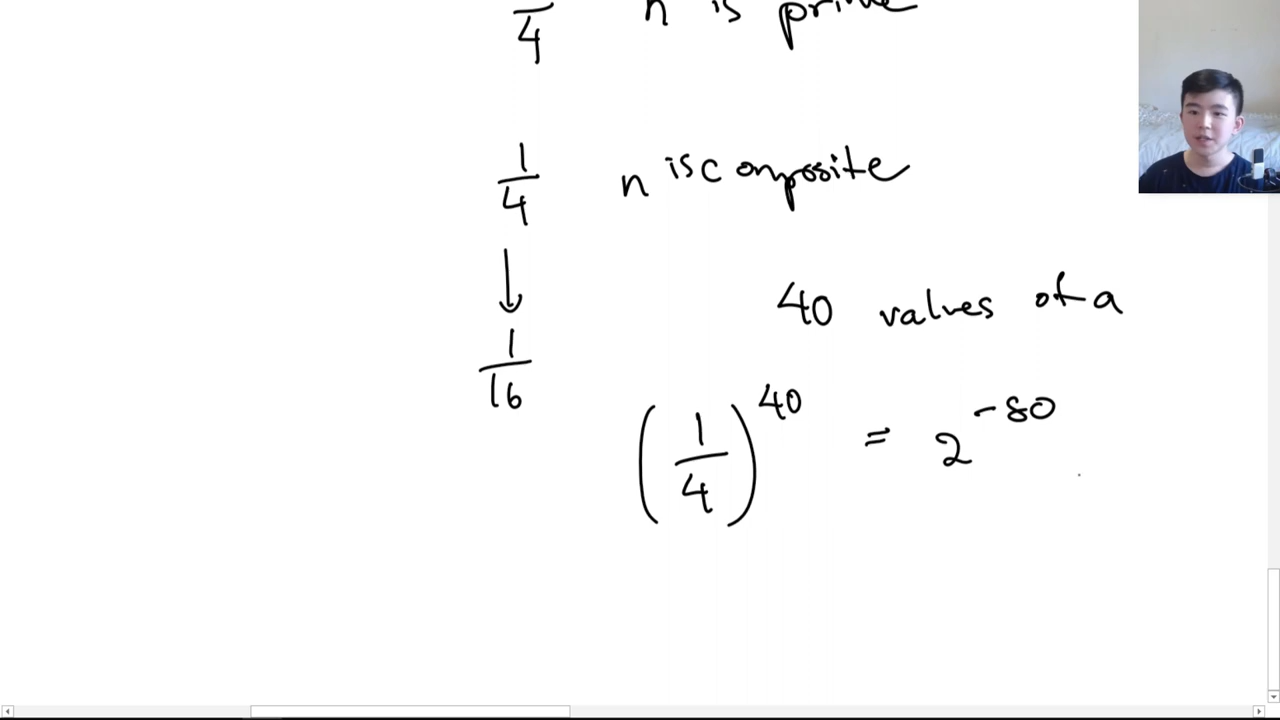 4 n is prime
1
4 n is composite
↓ 40 values of a
1
16
(1/4)^40 = 2^-80